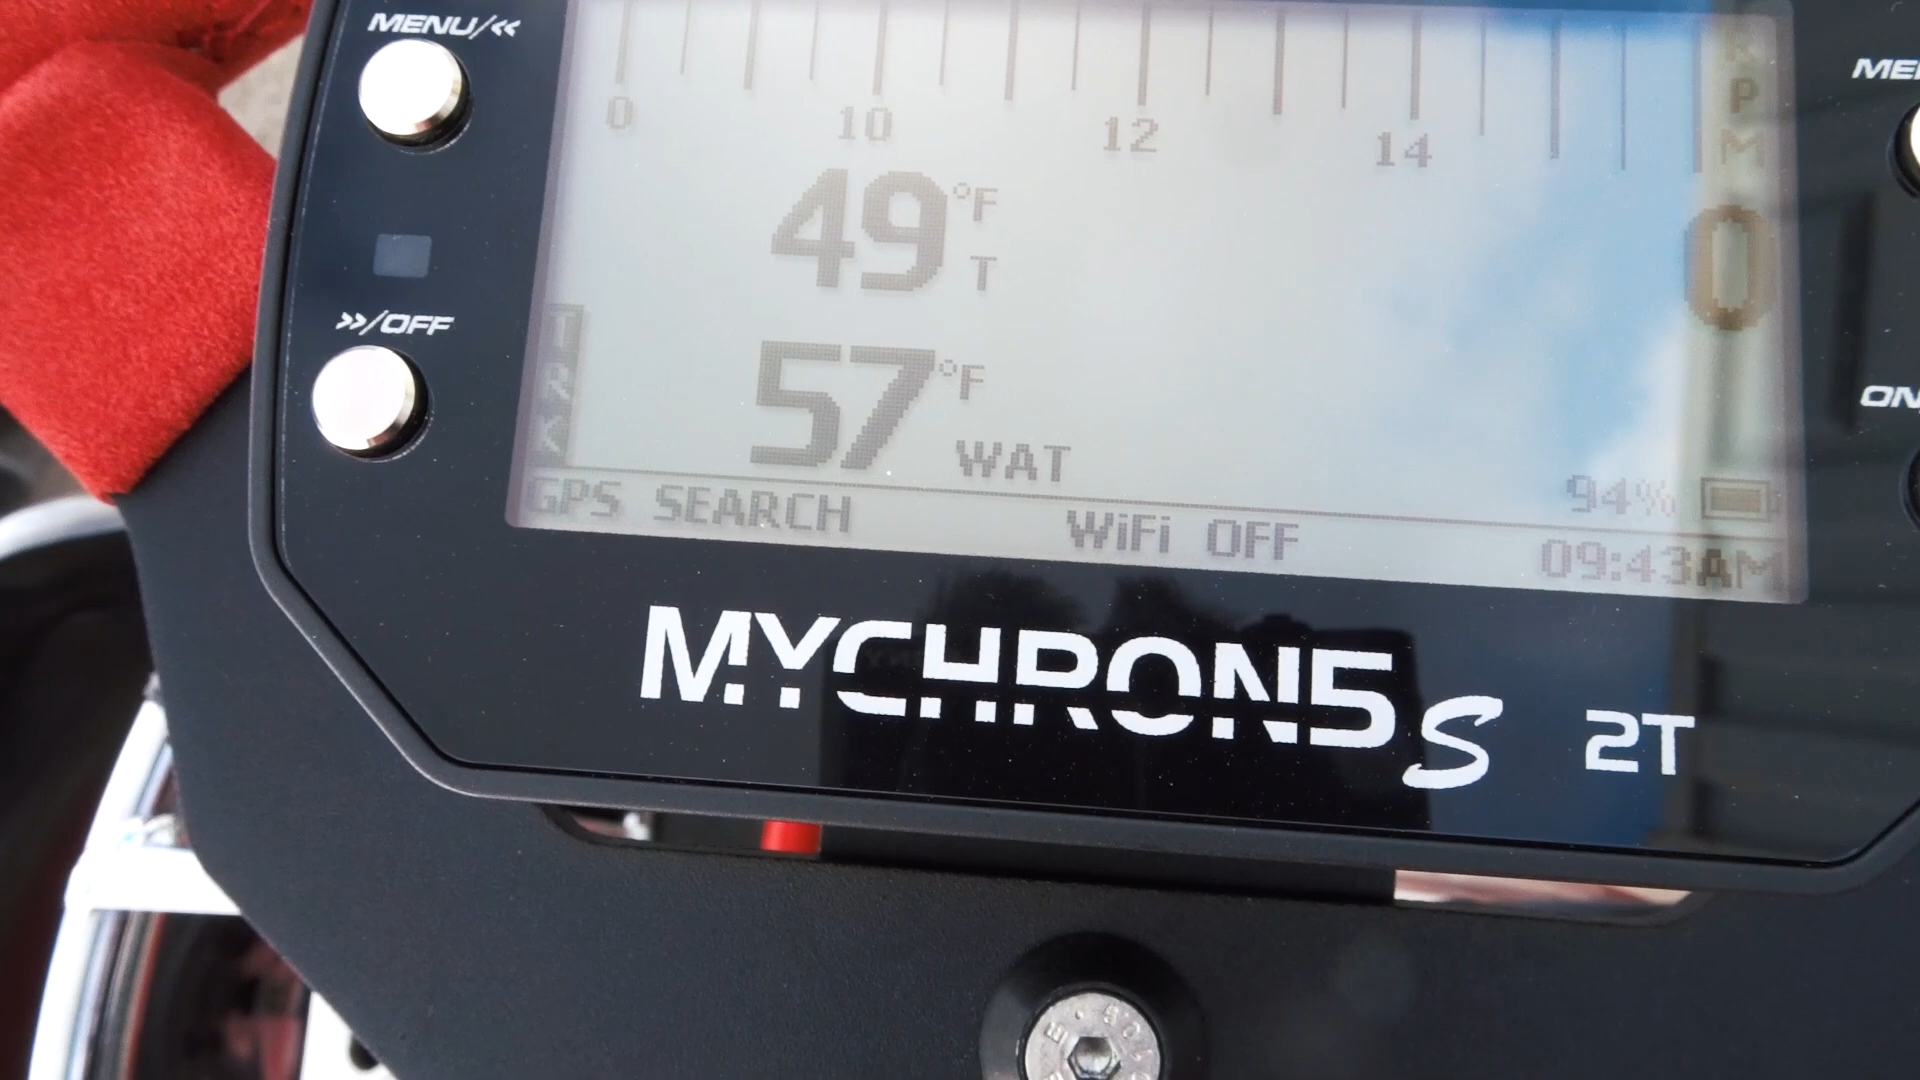 MENU/<<
RPM
0 10 12 14
49 °F
T
0
>>/OFF
57 °F
WAT
94%
GPS SEARCH WiFi OFF 09:43AM
MYCHRON5 S 2T